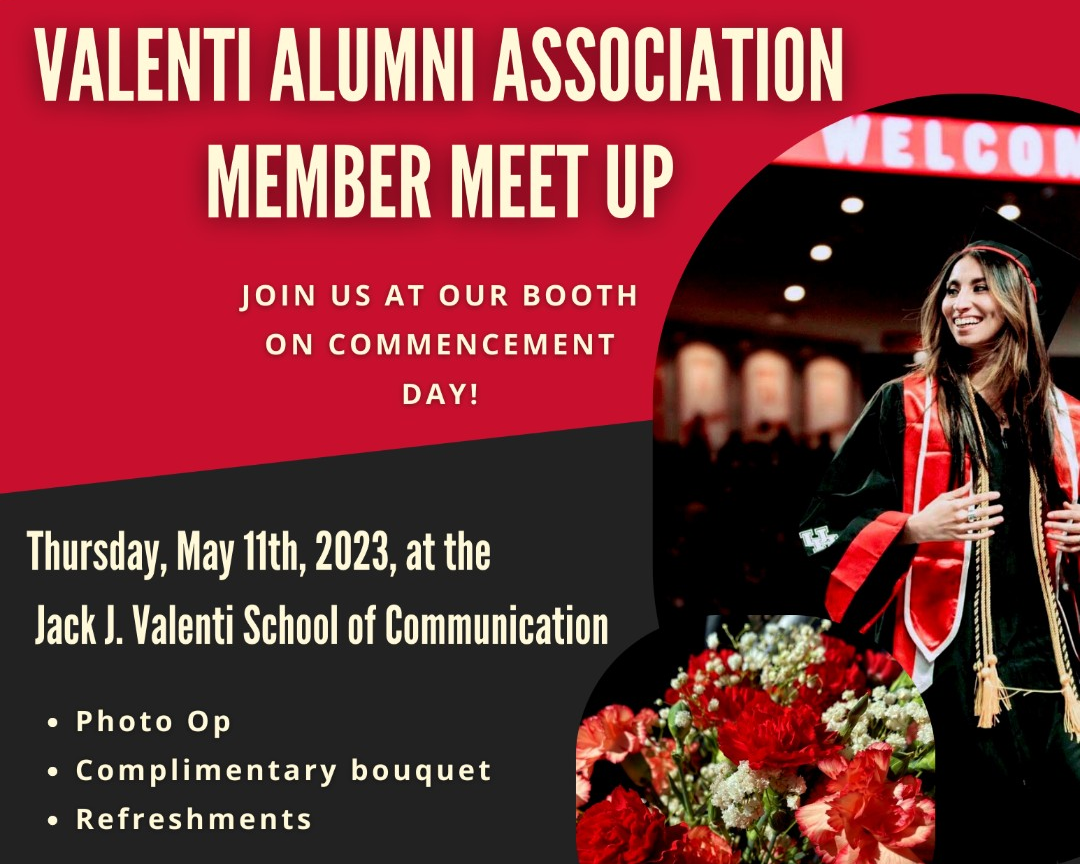 VALENTI ALUMNI ASSOCIATION
MEMBER MEET UP
WELCOM
JOIN US AT OUR BOOTH
ON COMMENCEMENT
DAY!
Thursday, May 11th, 2023, at the
Jack J. Valenti School of Communication
• Photo Op
• Complimentary bouquet
• Refreshments
UH